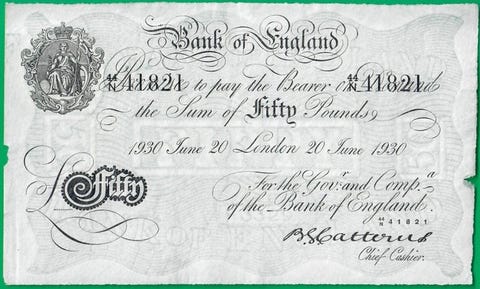 Bank of England
44/N 41821 44/N 41821
I Promise to pay the Bearer on Demand
the Sum of Fifty Pounds
1930 June 20 London 20 June 1930
For the Gov.r and Comp.a
of the Bank of England.
44/N 41821
£ Fifty
B.G. Catterns
Chief Cashier.